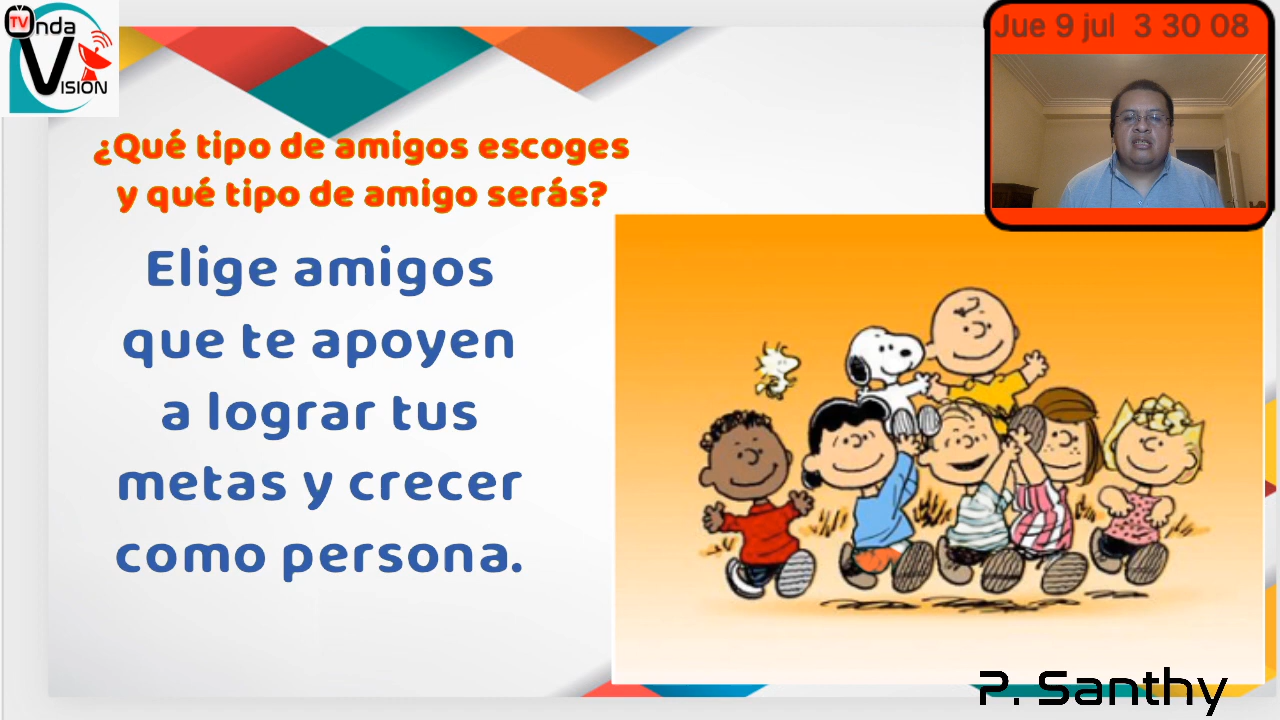 TV Onda
Visión
Jue 9 jul 3 30 08
¿Qué tipo de amigos escoges
y qué tipo de amigo serás?
Elige amigos
que te apoyen
a lograr tus
metas y crecer
como persona.
P. Santhy